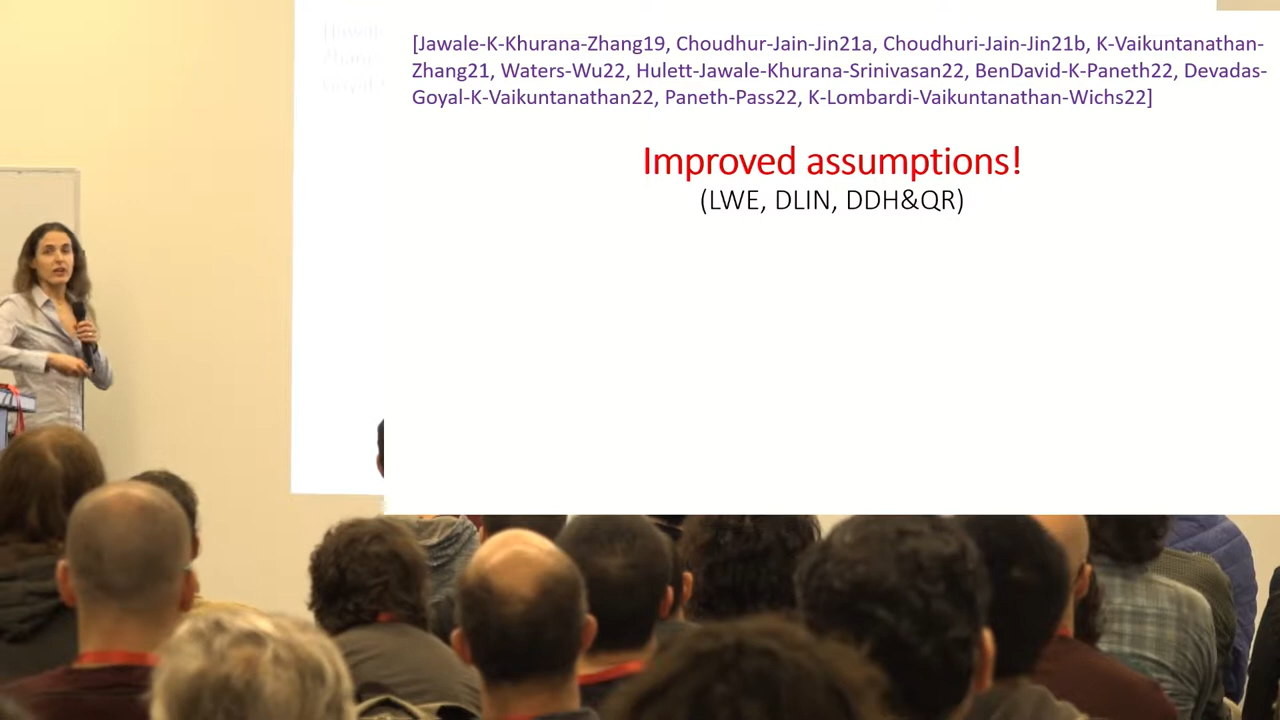 [Jawale-K-Khurana-Zhang19, Choudhur-Jain-Jin21a, Choudhuri-Jain-Jin21b, K-Vaikuntanathan-
Zhang21, Waters-Wu22, Hulett-Jawale-Khurana-Srinivasan22, BenDavid-K-Paneth22, Devadas-
Goyal-K-Vaikuntanathan22, Paneth-Pass22, K-Lombardi-Vaikuntanathan-Wichs22]
Improved assumptions!
(LWE, DLIN, DDH&QR)